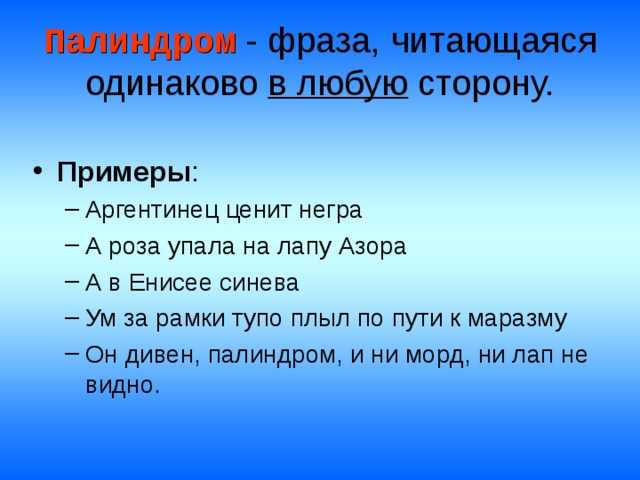 Палиндром - фраза, читающаяся
одинаково в любую сторону.
• Примеры:
– Аргентинец ценит негра
– А роза упала на лапу Азора
– А в Енисее синева
– Ум за рамки тупо плыл по пути к маразму
– Он дивен, палиндром, и ни морд, ни лап не
видно.